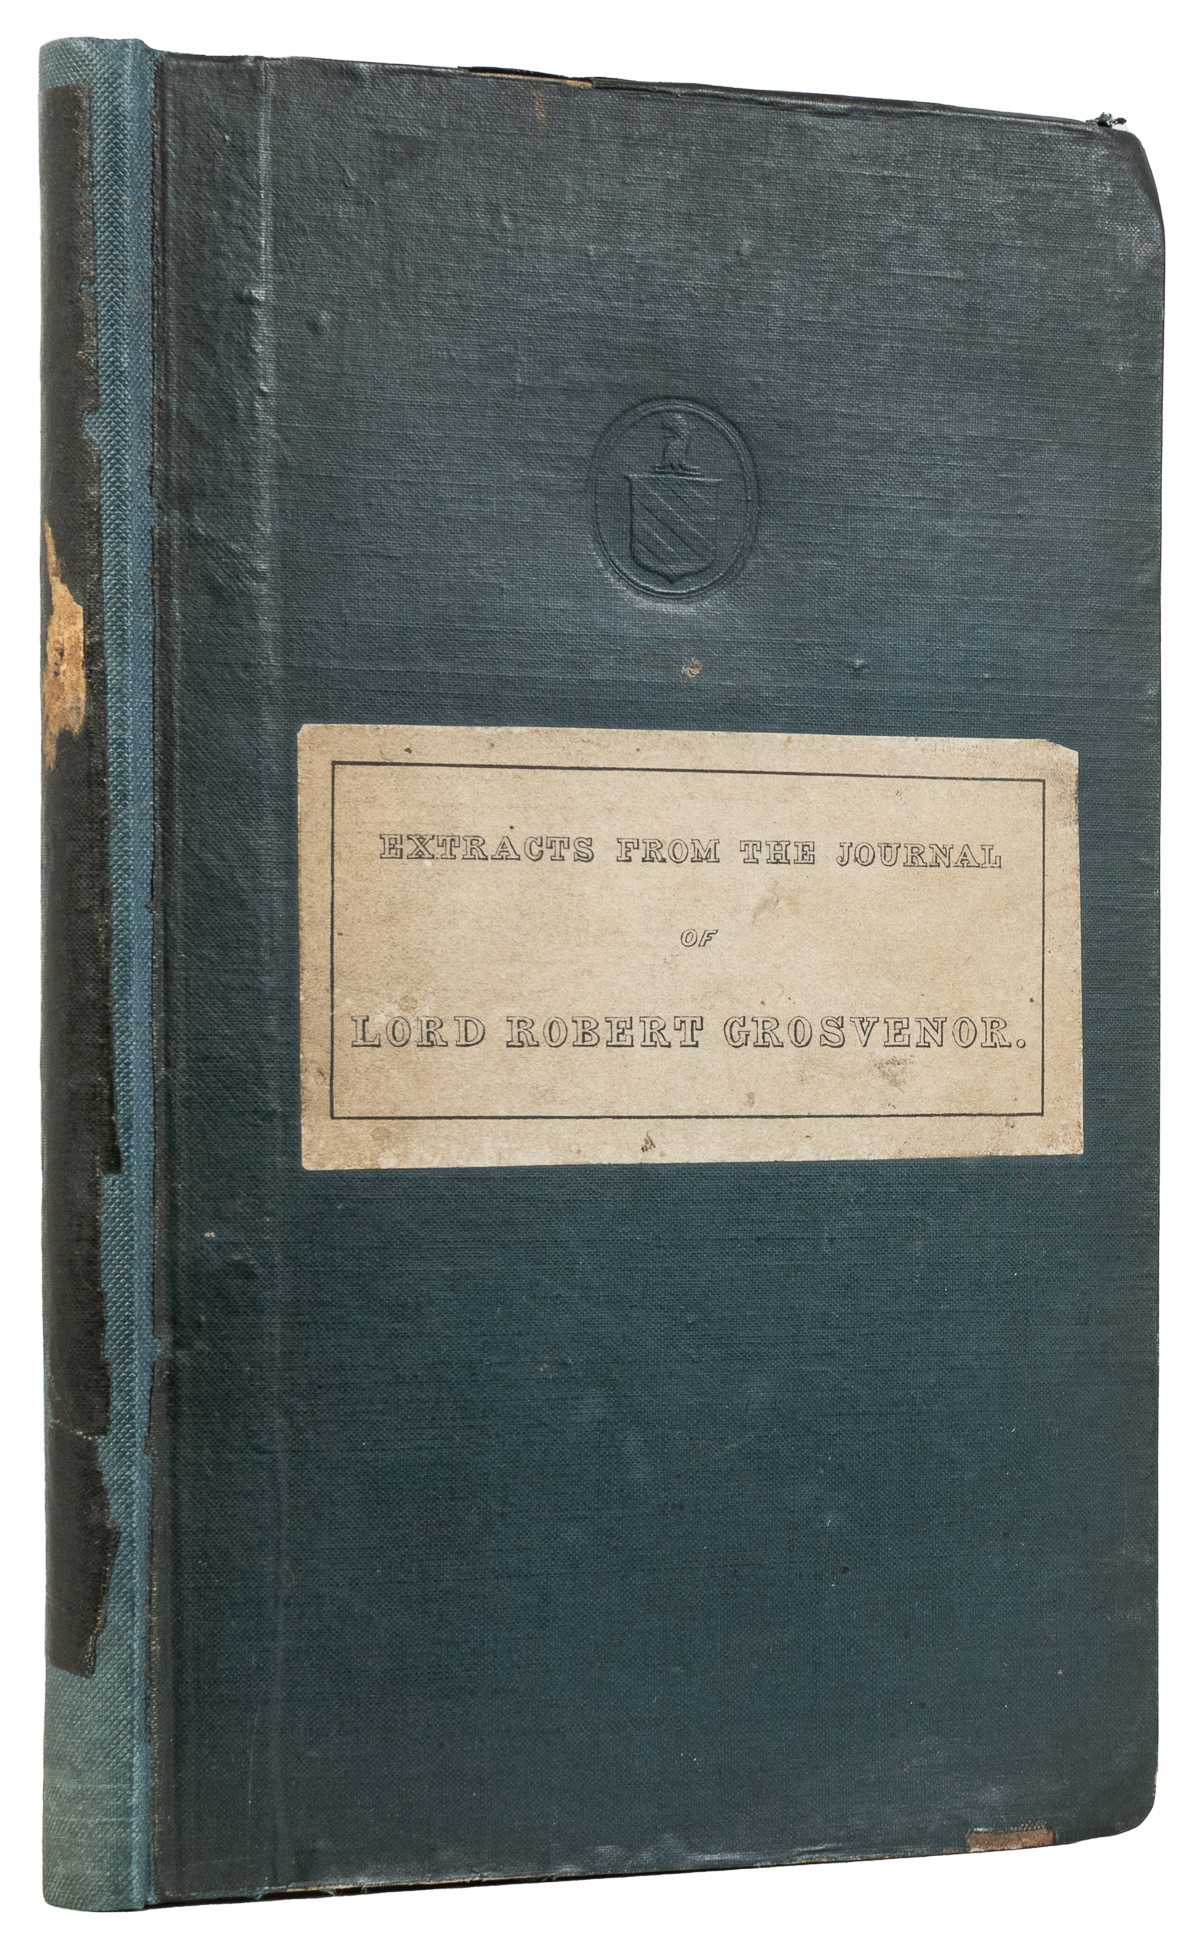 EXTRACTS FROM THE JOURNAL
OF
LORD ROBERT GROSVENOR.